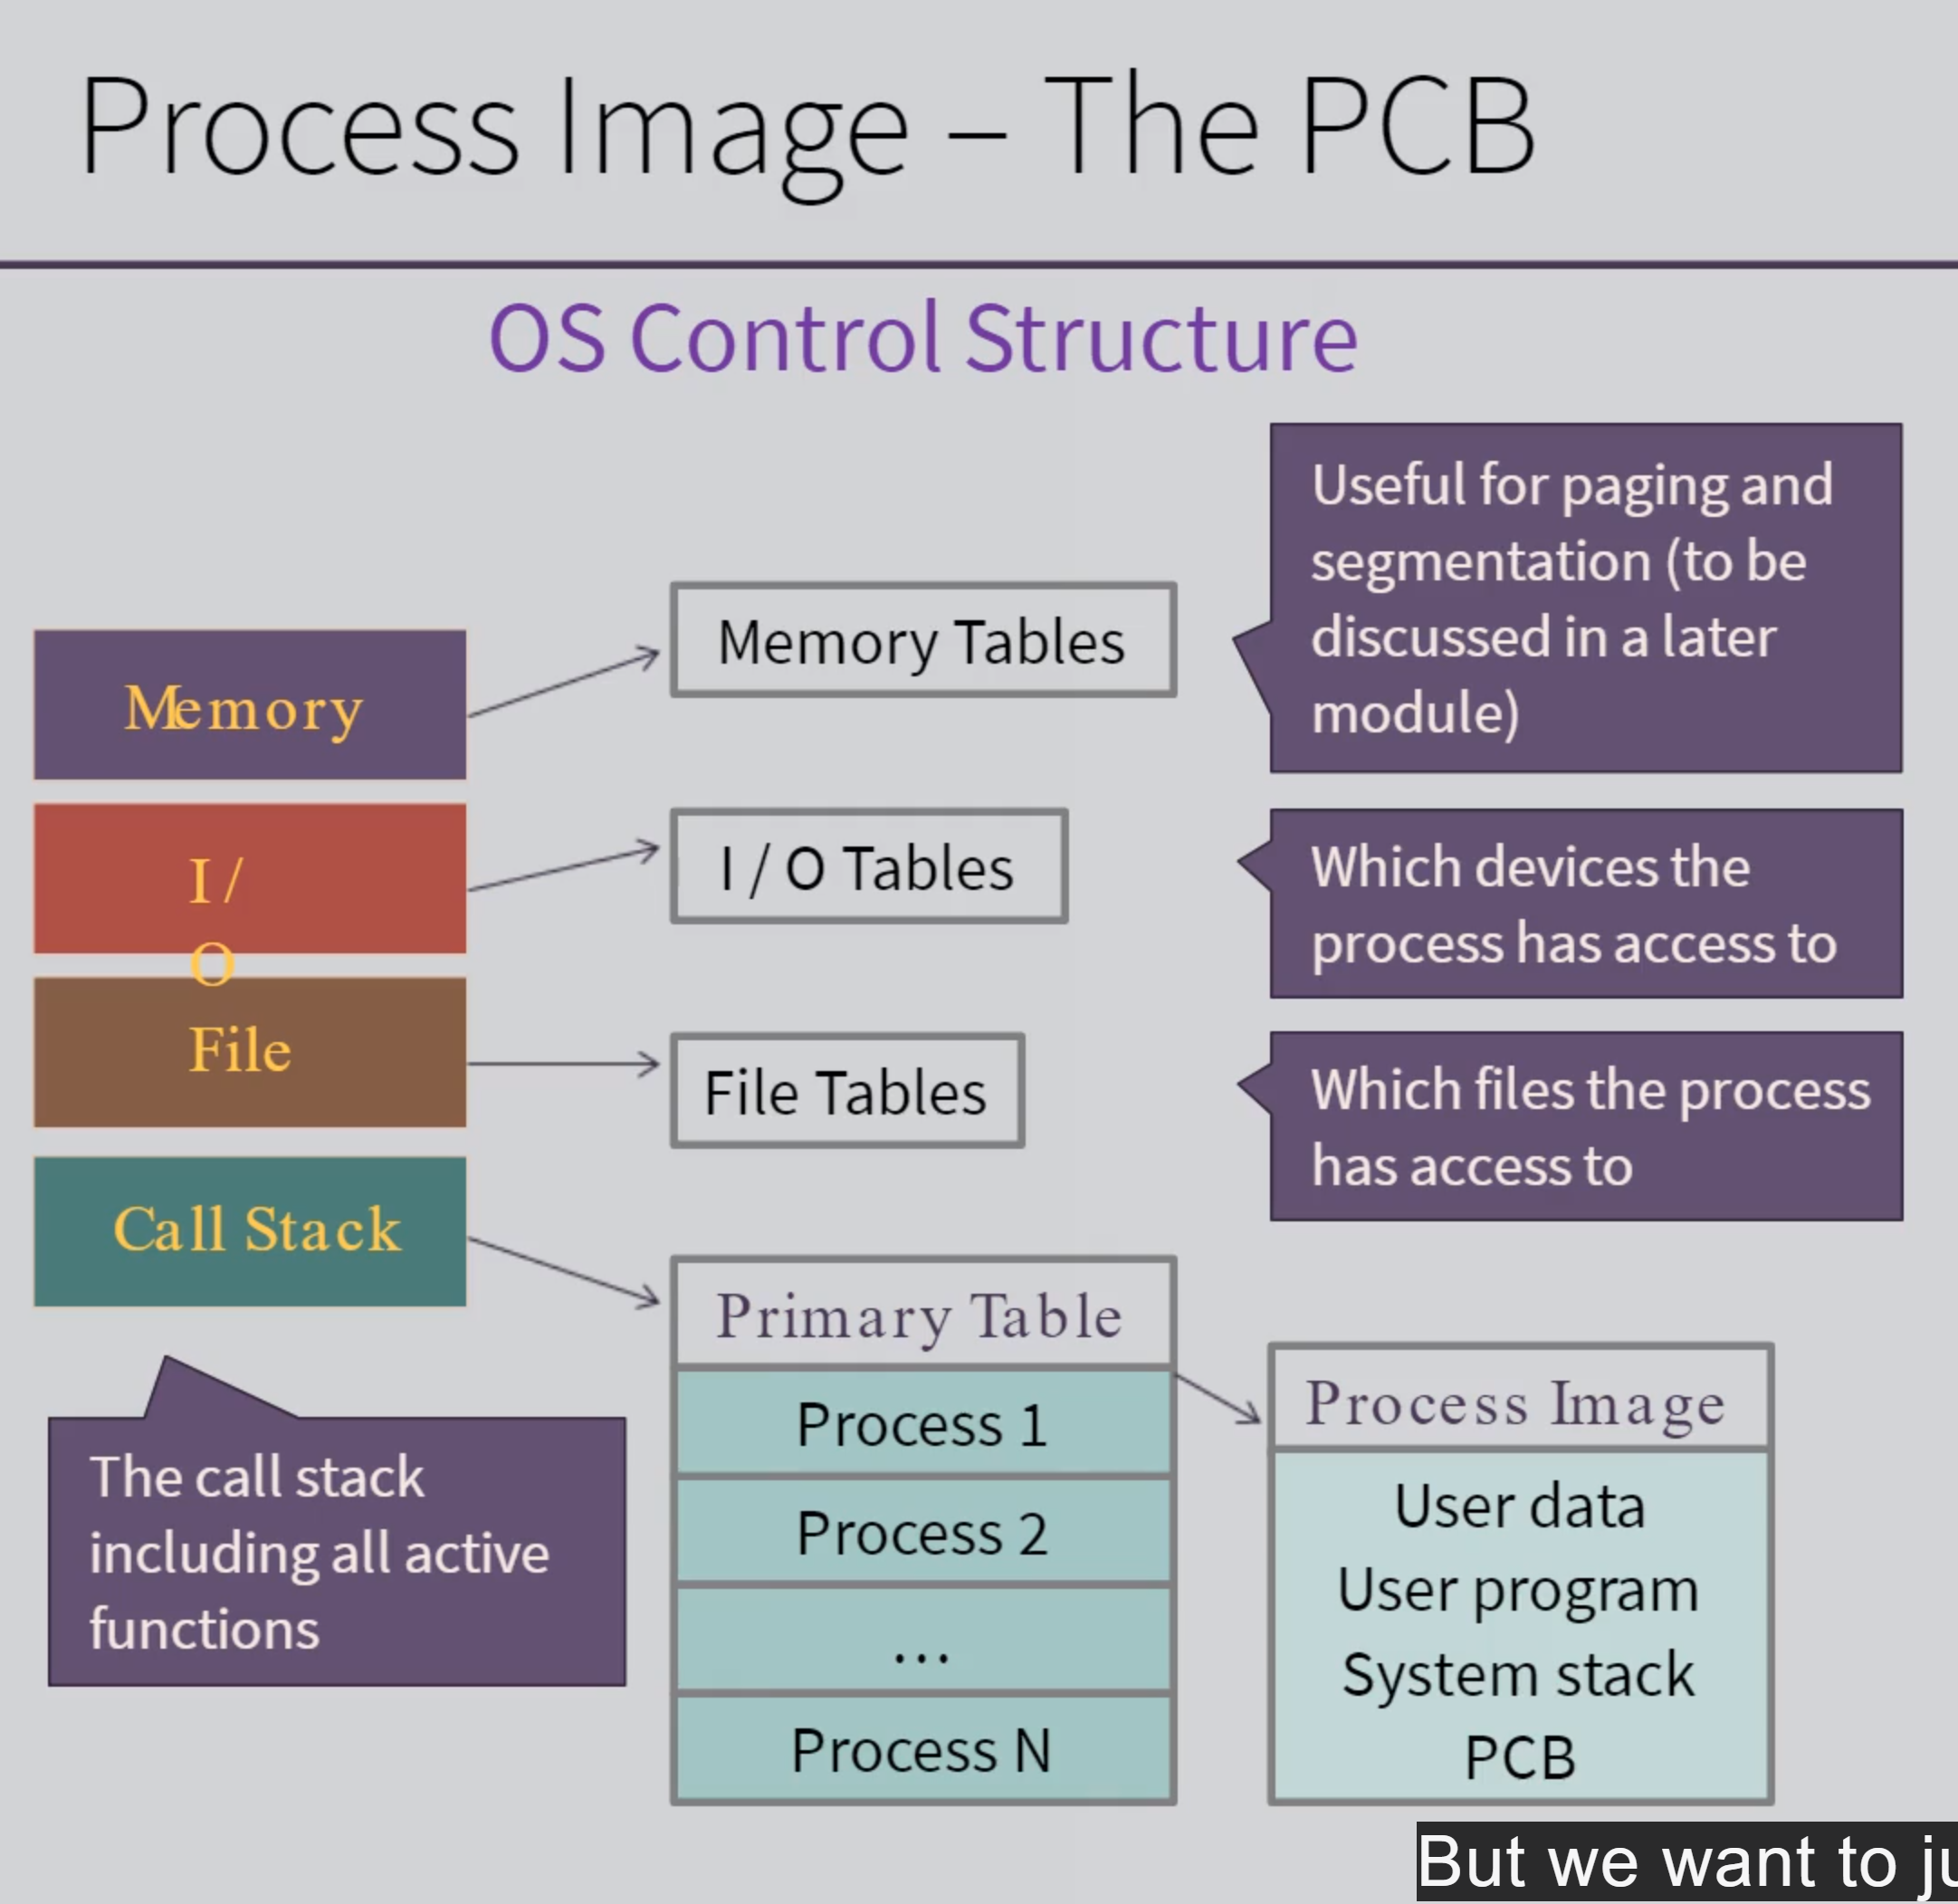 Process Image – The PCB
OS Control Structure
Memory
I /
O
File
Call Stack
The call stack
including all active
functions
Memory Tables
I / O Tables
File Tables
Primary Table
Process 1
Process 2
...
Process N
Useful for paging and
segmentation (to be
discussed in a later
module)
Which devices the
process has access to
Which files the process
has access to
Process Image
User data
User program
System stack
PCB
But we want to